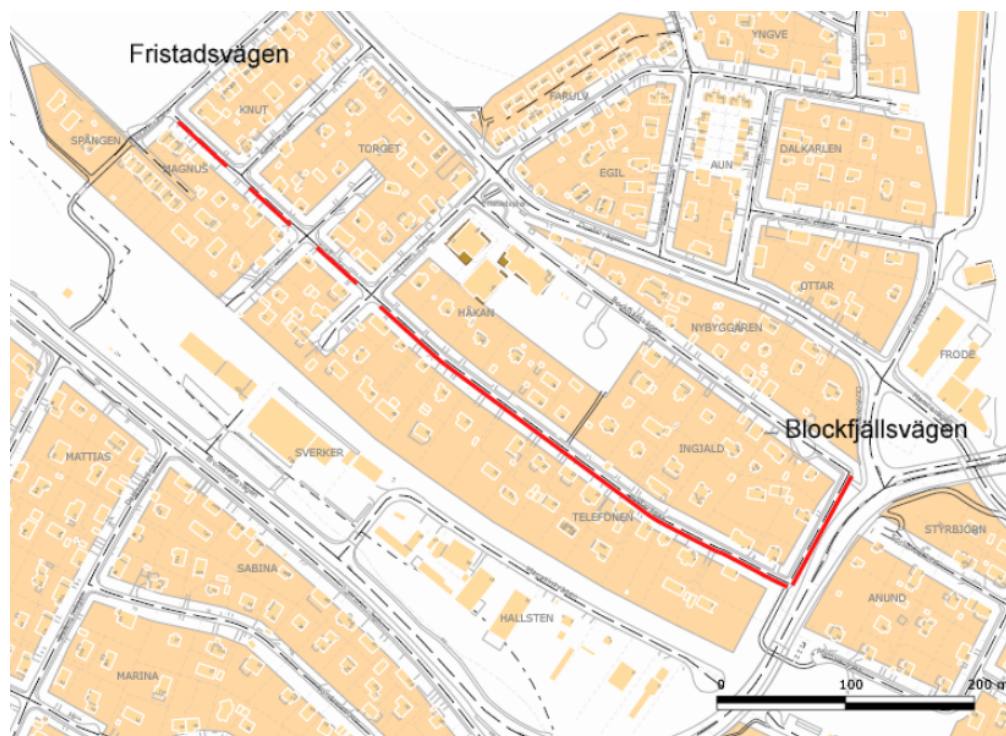 YNGVE
Fristadsvägen
FARULV
KNUT
SPÅNGEN
TORGET
DALKARLEN
MAGNUS
AUN
EGIL
OTTAR
HÅKAN
NYBYGGAREN
FRODE
Blockfjällsvägen
INGJALD
MATTIAS
SVERKER
TELEFONEN
STYRBJÖRN
SABINA
ANUND
HALLSTEN
MARINA
0 100 200 m